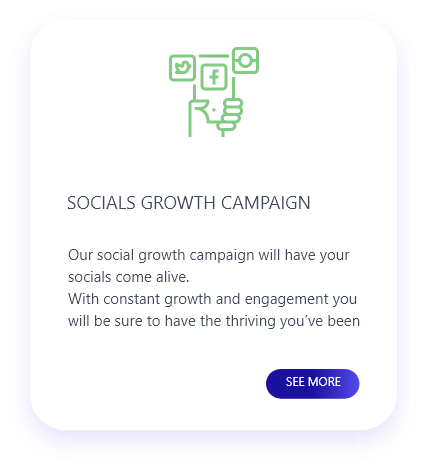 SOCIALS GROWTH CAMPAIGN
Our social growth campaign will have your
socials come alive.
With constant growth and engagement you
will be sure to have the thriving you’ve been
SEE MORE